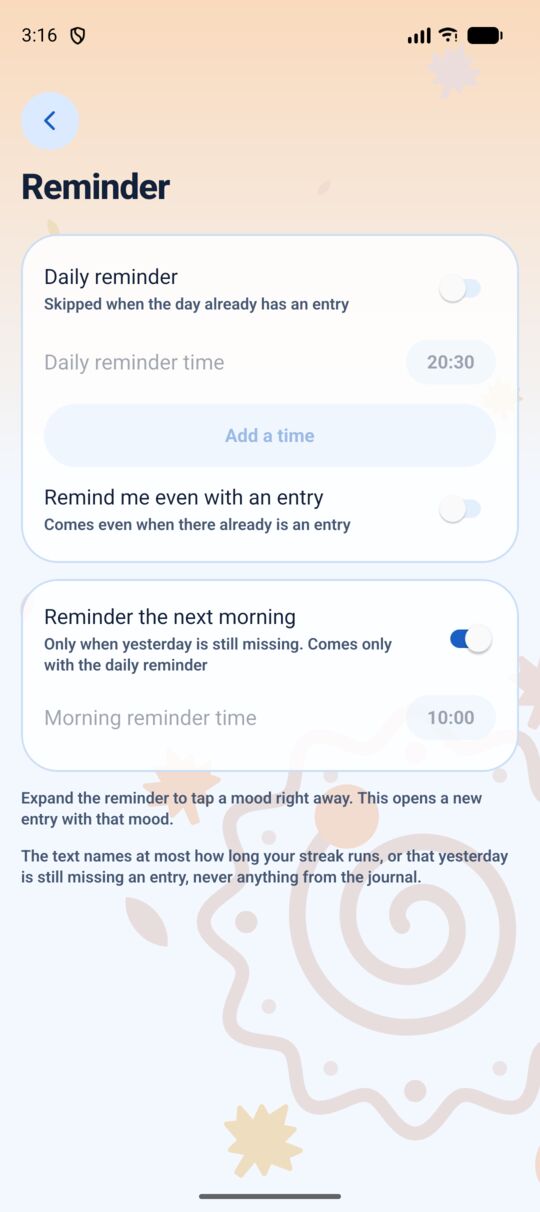 3:16
Reminder
Daily reminder
Skipped when the day already has an entry
Daily reminder time
20:30
Add a time
Remind me even with an entry
Comes even when there already is an entry
Reminder the next morning
Only when yesterday is still missing. Comes only
with the daily reminder
Morning reminder time
10:00
Expand the reminder to tap a mood right away. This opens a new
entry with that mood.
The text names at most how long your streak runs, or that yesterday
is still missing an entry, never anything from the journal.